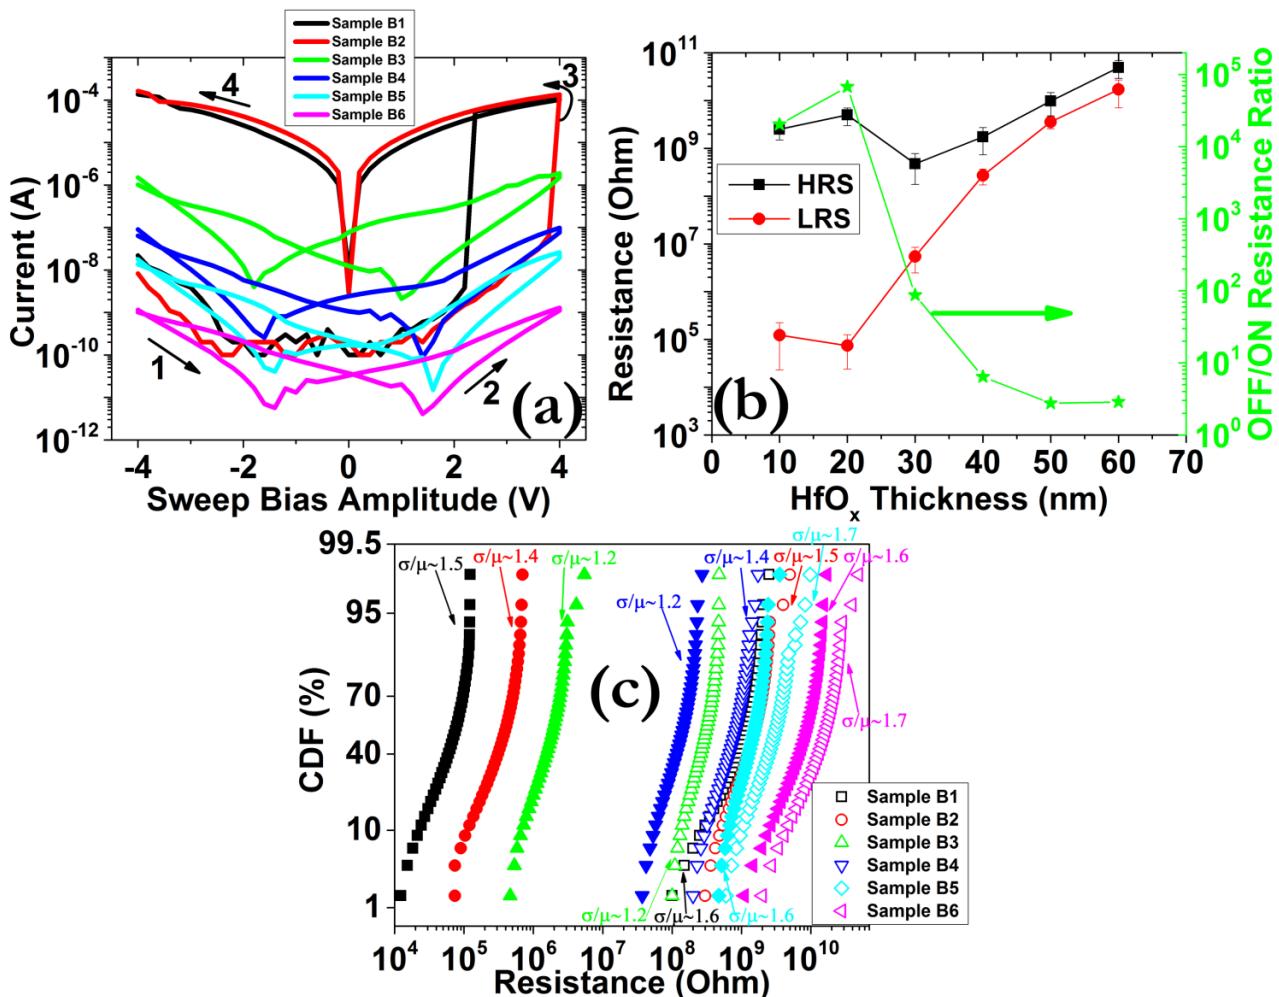 Sample B1
Sample B2
Sample B3
Sample B4
Sample B5
Sample B6
10^-4
10^-6
10^-8
10^-10
10^-12
Current (A)
-4
-2
0
2
4
Sweep Bias Amplitude (V)
4
3
1
2
(a)
10^11
10^9
10^7
10^5
10^3
Resistance (Ohm)
HRS
LRS
(b)
10^5
10^4
10^3
10^2
10^1
10^0
OFF/ON Resistance Ratio
0
10
20
30
40
50
60
70
HfO_x Thickness (nm)
99.5
95
70
40
10
1
CDF (%)
σ/μ~1.5
σ/μ~1.4
σ/μ~1.2
σ/μ~1.2
σ/μ~1.4
σ/μ~1.5
σ/μ~1.7
σ/μ~1.6
σ/μ~1.7
σ/μ~1.2
σ/μ~1.6
σ/μ~1.6
(c)
Sample B1
Sample B2
Sample B3
Sample B4
Sample B5
Sample B6
10^4
10^5
10^6
10^7
10^8
10^9
10^10
Resistance (Ohm)